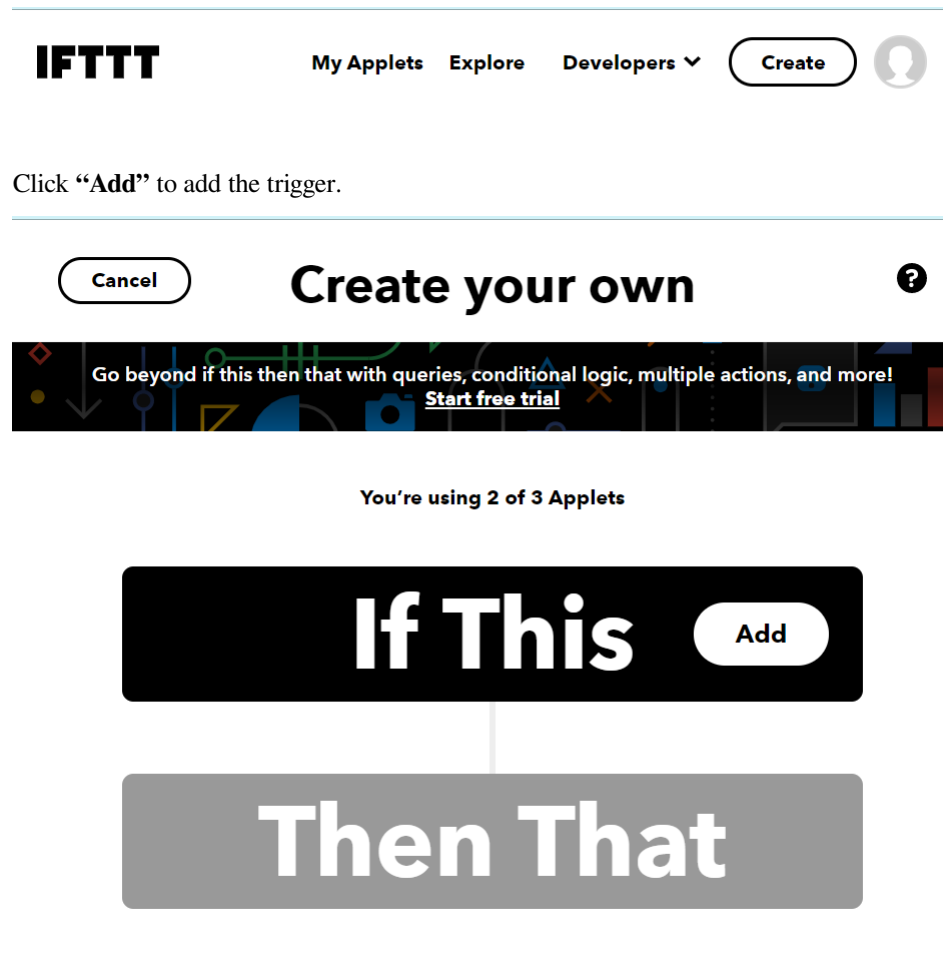 IFTTT My Applets Explore Developers Create
Click “Add” to add the trigger.
Cancel Create your own ?
Go beyond if this then that with queries, conditional logic, multiple actions, and more!
Start free trial
You’re using 2 of 3 Applets
If This Add
Then That